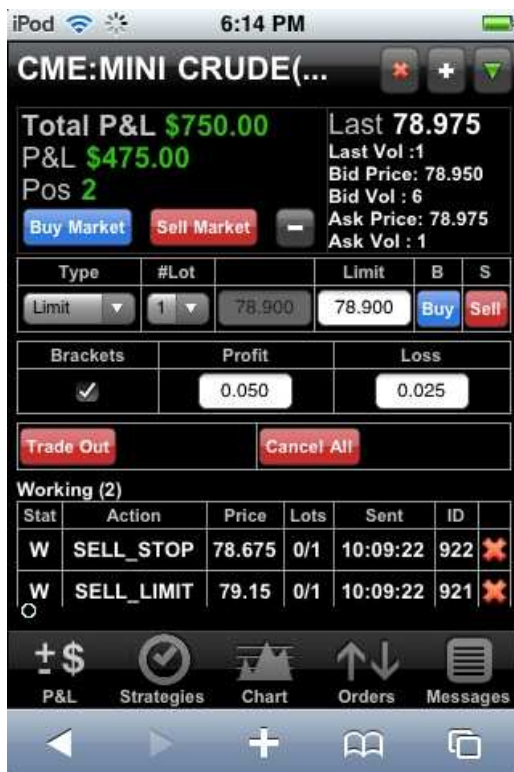 iPod 6:14 PM
CME:MINI CRUDE(...
Total P&L $750.00
P&L $475.00
Pos 2
Buy Market Sell Market
Last 78.975
Last Vol :1
Bid Price: 78.950
Bid Vol : 6
Ask Price: 78.975
Ask Vol : 1
Type #Lot Limit B S
Limit 1 78.900 78.900 Buy Sell
Brackets Profit Loss
0.050 0.025
Trade Out Cancel All
Working (2)
Stat Action Price Lots Sent ID
W SELL_STOP 78.675 0/1 10:09:22 922
W SELL_LIMIT 79.15 0/1 10:09:22 921
P&L Strategies Chart Orders Messages